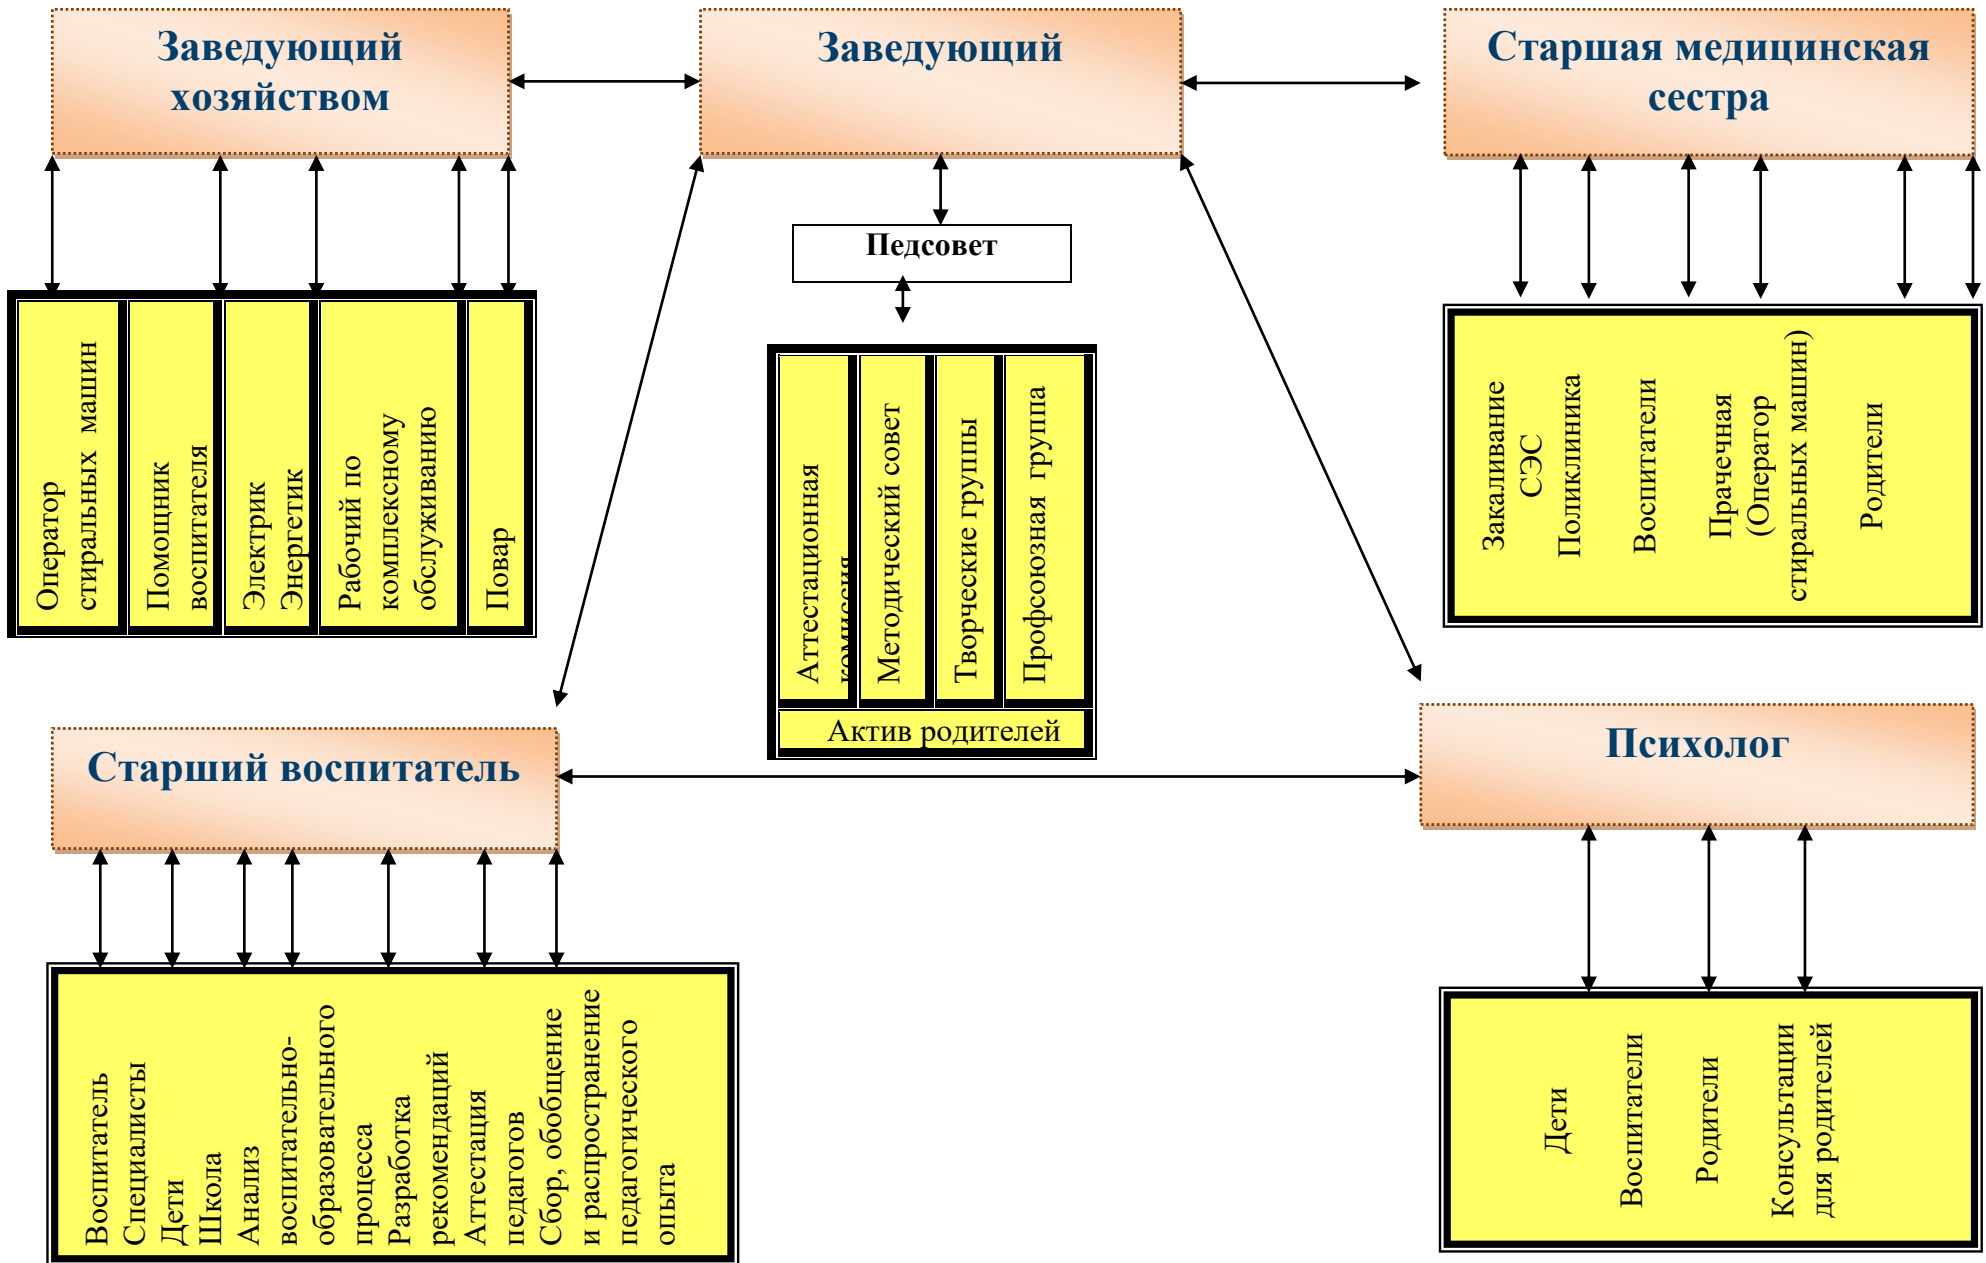 Заведующий
хозяйством
Заведующий
Старшая медицинская
сестра
Педсовет
Оператор
стиральных машин
Помощник
воспитателя
Электрик
Энергетик
Рабочий по
комплексному
обслуживанию
Повар
Аттестационная
комиссия
Методический совет
Творческие группы
Профсоюзная группа
Актив родителей
Закаливание
СЭС
Поликлиника
Воспитатели
Прачечная
(Оператор
стиральных машин)
Родители
Старший воспитатель
Психолог
Воспитатель
Специалисты
Дети
Школа
Анализ
воспитательно-
образовательного
процесса
Разработка
рекомендаций
Аттестация
педагогов
Сбор, обобщение
и распространение
педагогического
опыта
Дети
Воспитатели
Родители
Консультации
для родителей